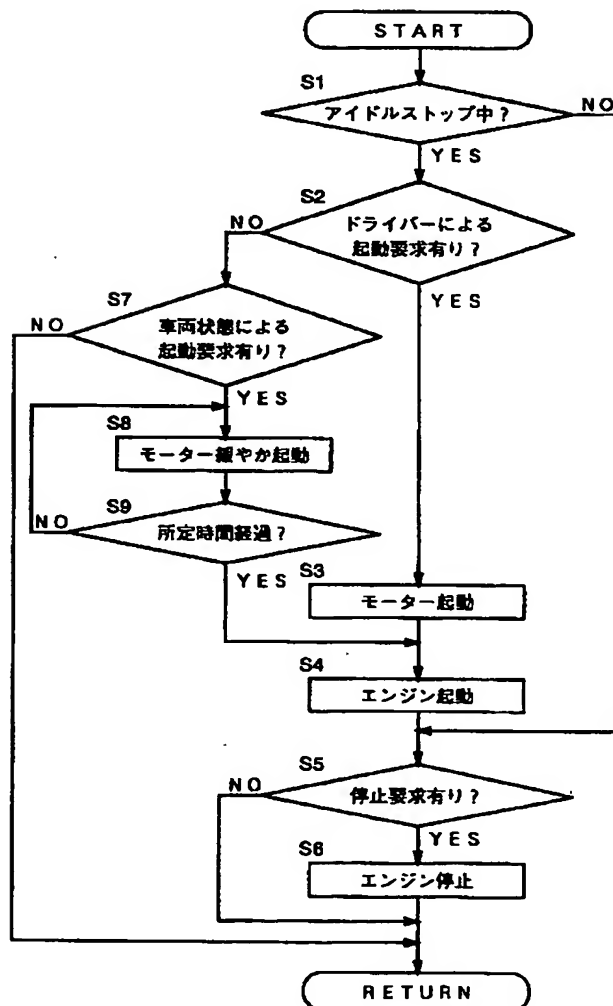 START
S1
アイドルストップ中?
NO
YES
S2
NO
ドライバーによる
起動要求有り?
YES
S7
NO
車両状態による
起動要求有り?
YES
S8
モーター緩やか起動
S9
NO
所定時間経過?
YES
S3
モーター起動
S4
エンジン起動
S5
NO
停止要求有り?
YES
S6
エンジン停止
RETURN